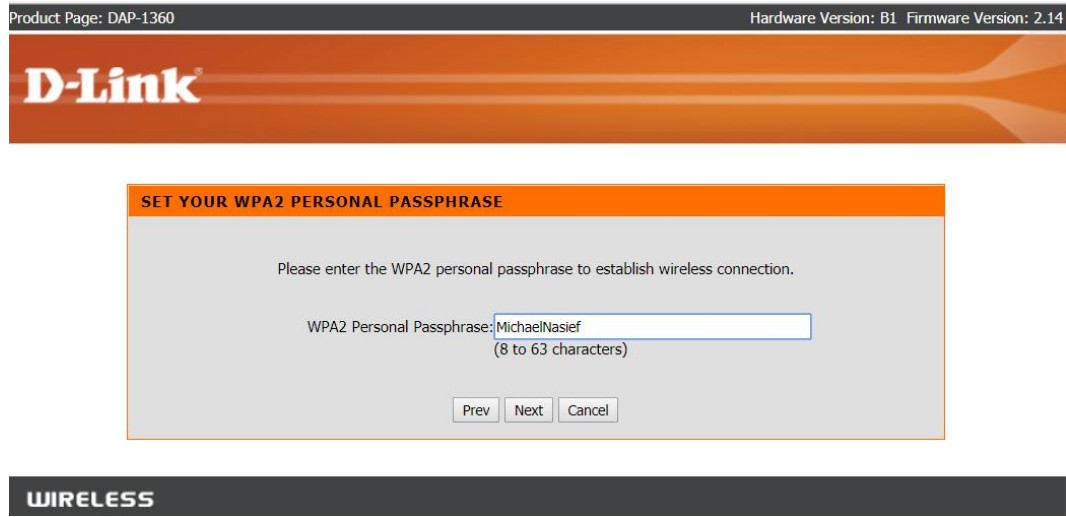 Product Page: DAP-1360 Hardware Version: B1 Firmware Version: 2.14
D-Link
SET YOUR WPA2 PERSONAL PASSPHRASE
Please enter the WPA2 personal passphrase to establish wireless connection.
WPA2 Personal Passphrase: MichaelNasief
(8 to 63 characters)
Prev Next Cancel
WIRELESS